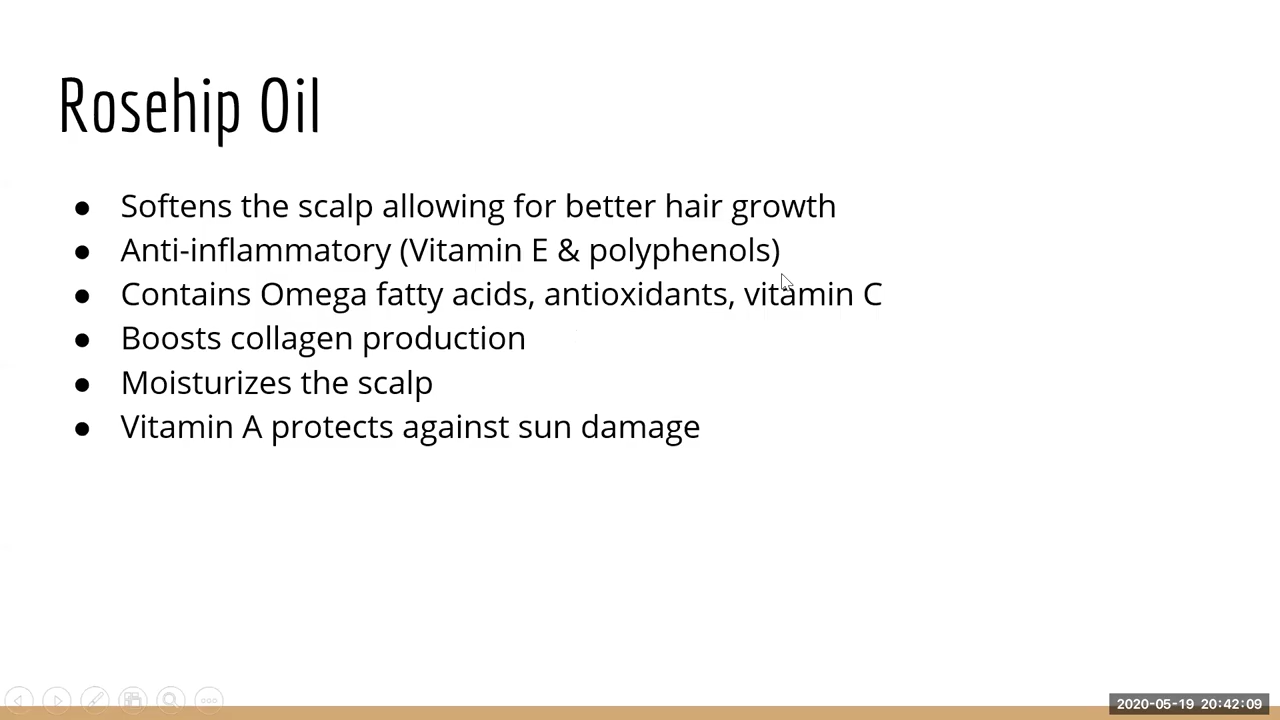 Rosehip Oil
● Softens the scalp allowing for better hair growth
● Anti-inflammatory (Vitamin E & polyphenols)
● Contains Omega fatty acids, antioxidants, vitamin C
● Boosts collagen production
● Moisturizes the scalp
● Vitamin A protects against sun damage
2020-05-19 20:42:09